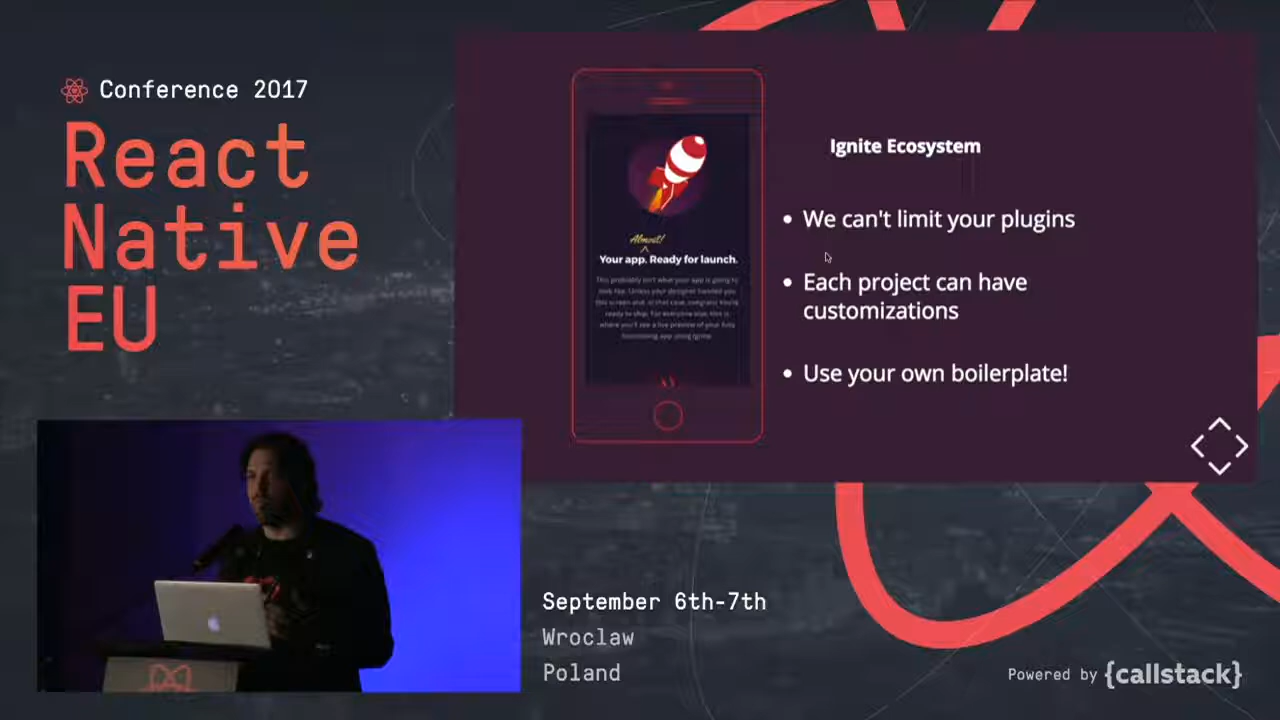 Conference 2017
React
Native
EU
Almost!
Your app. Ready for launch.
Ignite Ecosystem
We can't limit your plugins
Each project can have
customizations
Use your own boilerplate!
September 6th-7th
Wroclaw
Poland
Powered by {callstack}